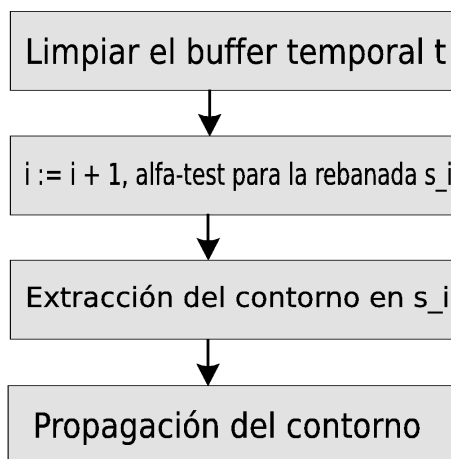 Limpiar el buffer temporal t
i := i + 1, alfa-test para la rebanada s_i
Extracción del contorno en s_i
Propagación del contorno